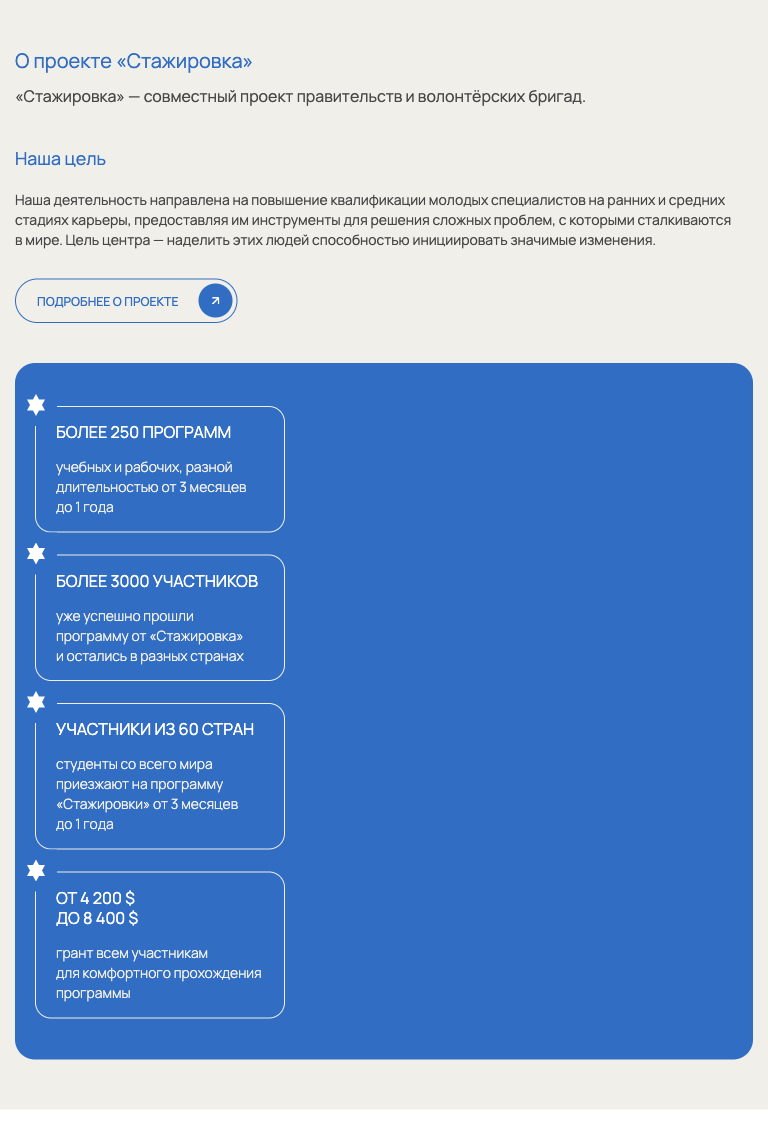 О проекте «Стажировка»
«Стажировка» — совместный проект правительств и волонтёрских бригад.
Наша цель
Наша деятельность направлена на повышение квалификации молодых специалистов на ранних и средних
стадиях карьеры, предоставляя им инструменты для решения сложных проблем, с которыми сталкиваются
в мире. Цель центра — наделить этих людей способностью инициировать значимые изменения.
ПОДРОБНЕЕ О ПРОЕКТЕ
БОЛЕЕ 250 ПРОГРАММ
учебных и рабочих, разной
длительностью от 3 месяцев
до 1 года
БОЛЕЕ 3000 УЧАСТНИКОВ
уже успешно прошли
программу от «Стажировка»
и остались в разных странах
УЧАСТНИКИ ИЗ 60 СТРАН
студенты со всего мира
приезжают на программу
«Стажировки» от 3 месяцев
до 1 года
ОТ 4 200 $
ДО 8 400 $
грант всем участникам
для комфортного прохождения
программы